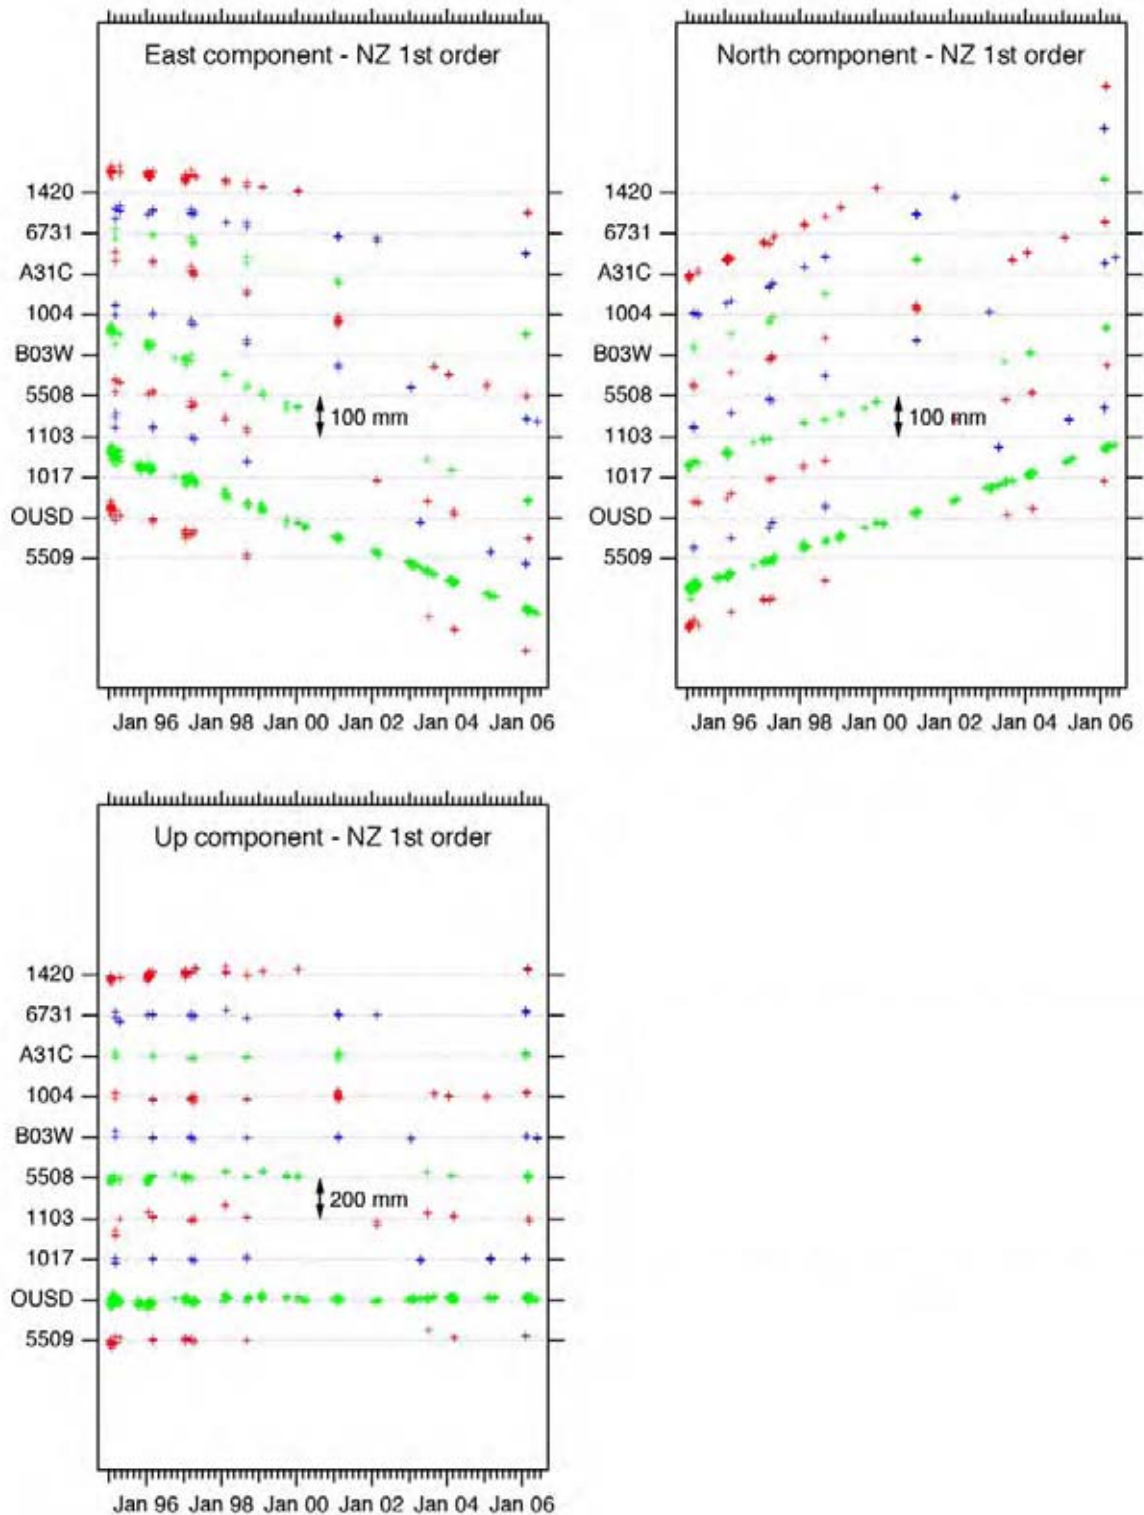 East component - NZ 1st order
1420
6731
A31C
1004
B03W
5508
1103
1017
OUSD
5509
100 mm
Jan 96 Jan 98 Jan 00 Jan 02 Jan 04 Jan 06
North component - NZ 1st order
1420
6731
A31C
1004
B03W
5508
1103
1017
OUSD
5509
100 mm
Jan 96 Jan 98 Jan 00 Jan 02 Jan 04 Jan 06
Up component - NZ 1st order
1420
6731
A31C
1004
B03W
5508
1103
1017
OUSD
5509
200 mm
Jan 96 Jan 98 Jan 00 Jan 02 Jan 04 Jan 06